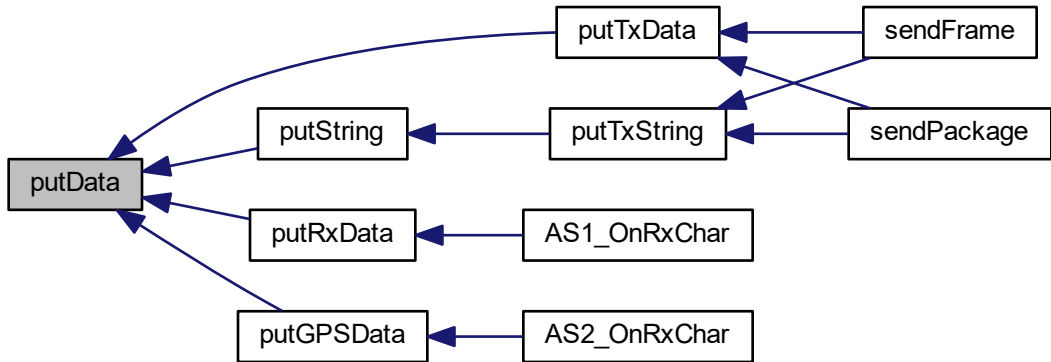 putTxData
sendFrame
putString
putTxString
sendPackage
putData
putRxData
AS1_OnRxChar
putGPSData
AS2_OnRxChar